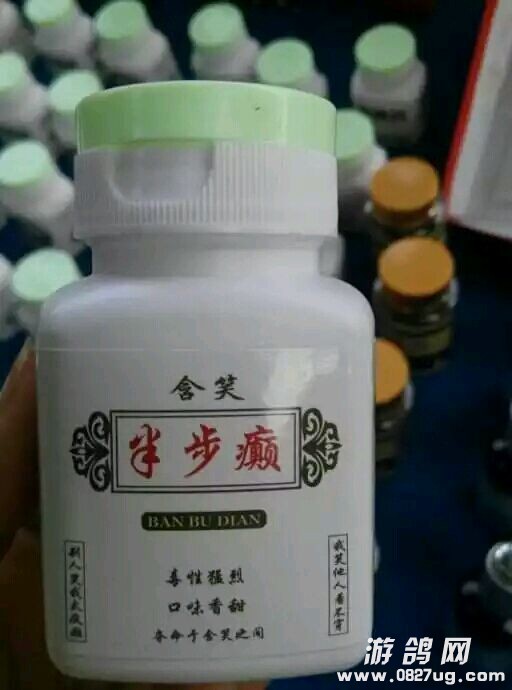 含笑
半步癫
BAN BU DIAN
毒性猛烈
口味香甜
夺命于含笑之间
别人笑我太疯癫
我笑他人看不穿
游鸽网
www.0827ug.com